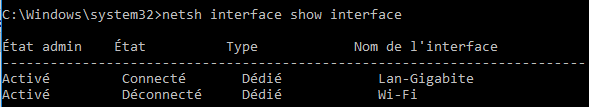 C:\Windows\system32>netsh interface show interface
État admin    État           Type             Nom de l'interface
-------------------------------------------------------------------------
Activé         Connecté       Dédié            Lan-Gigabite
Activé         Déconnecté     Dédié            Wi-Fi